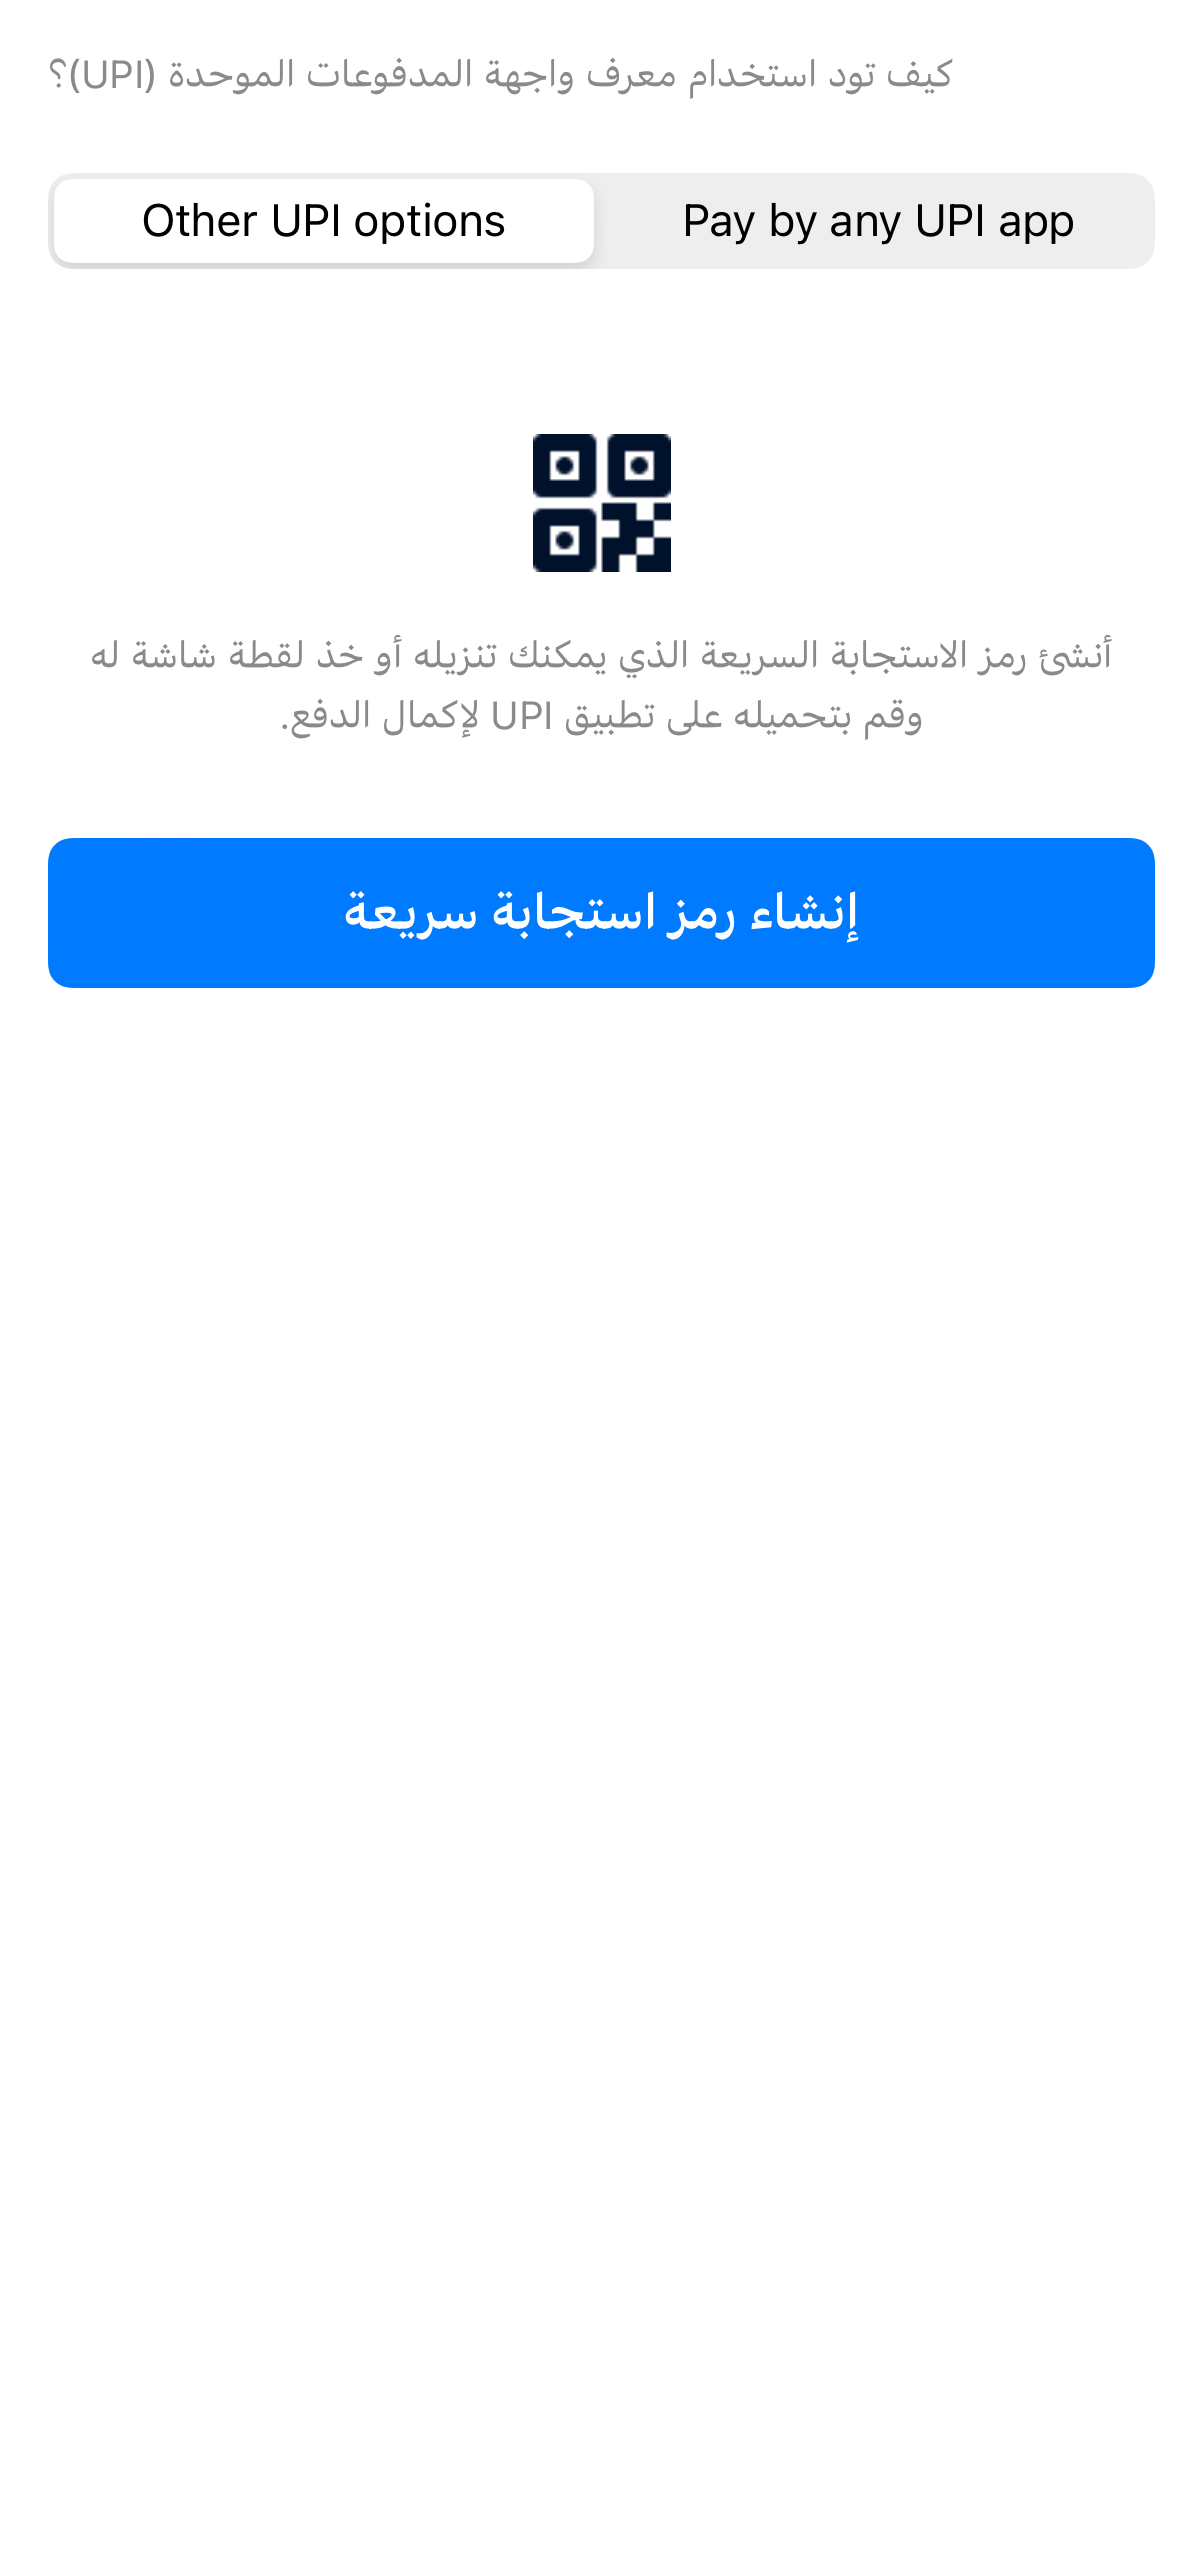 كيف تود استخدام معرف واجهة المدفوعات الموحدة (UPI)؟
Other UPI options
Pay by any UPI app
أنشئ رمز الاستجابة السريعة الذي يمكنك تنزيله أو خذ لقطة شاشة له
وقم بتحميله على تطبيق UPI لإكمال الدفع.
إنشاء رمز استجابة سريعة